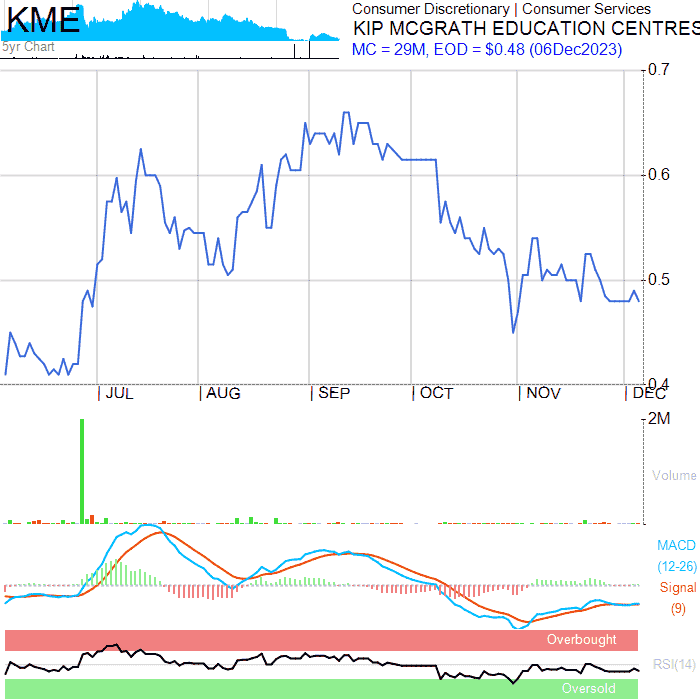 KME
5yr Chart
Consumer Discretionary | Consumer Services
KIP MCGRATH EDUCATION CENTRES
MC = 29M, EOD = $0.48 (06Dec2023)
0.7
0.6
0.5
0.4
JUL AUG SEP OCT NOV DEC
2M
Volume
MACD
(12-26)
Signal
(9)
Overbought
RSI(14)
Oversold